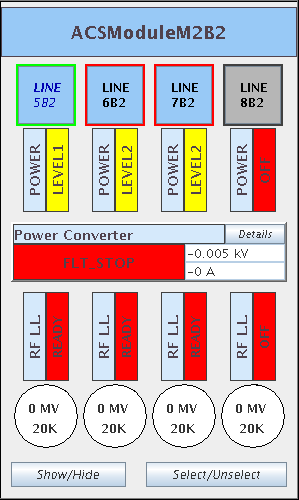 ACSModuleM2B2
LINE 5B2
LINE 6B2
LINE 7B2
LINE 8B2
POWER LEVEL1
POWER LEVEL2
POWER LEVEL2
POWER OFF
Power Converter Details
FLT_STOP
-0.005 kV
-0 A
RF LL READY
RF LL READY
RF LL READY
RF LL OFF
0 MV 20K
0 MV 20K
0 MV 20K
0 MV 20K
Show/Hide
Select/Unselect